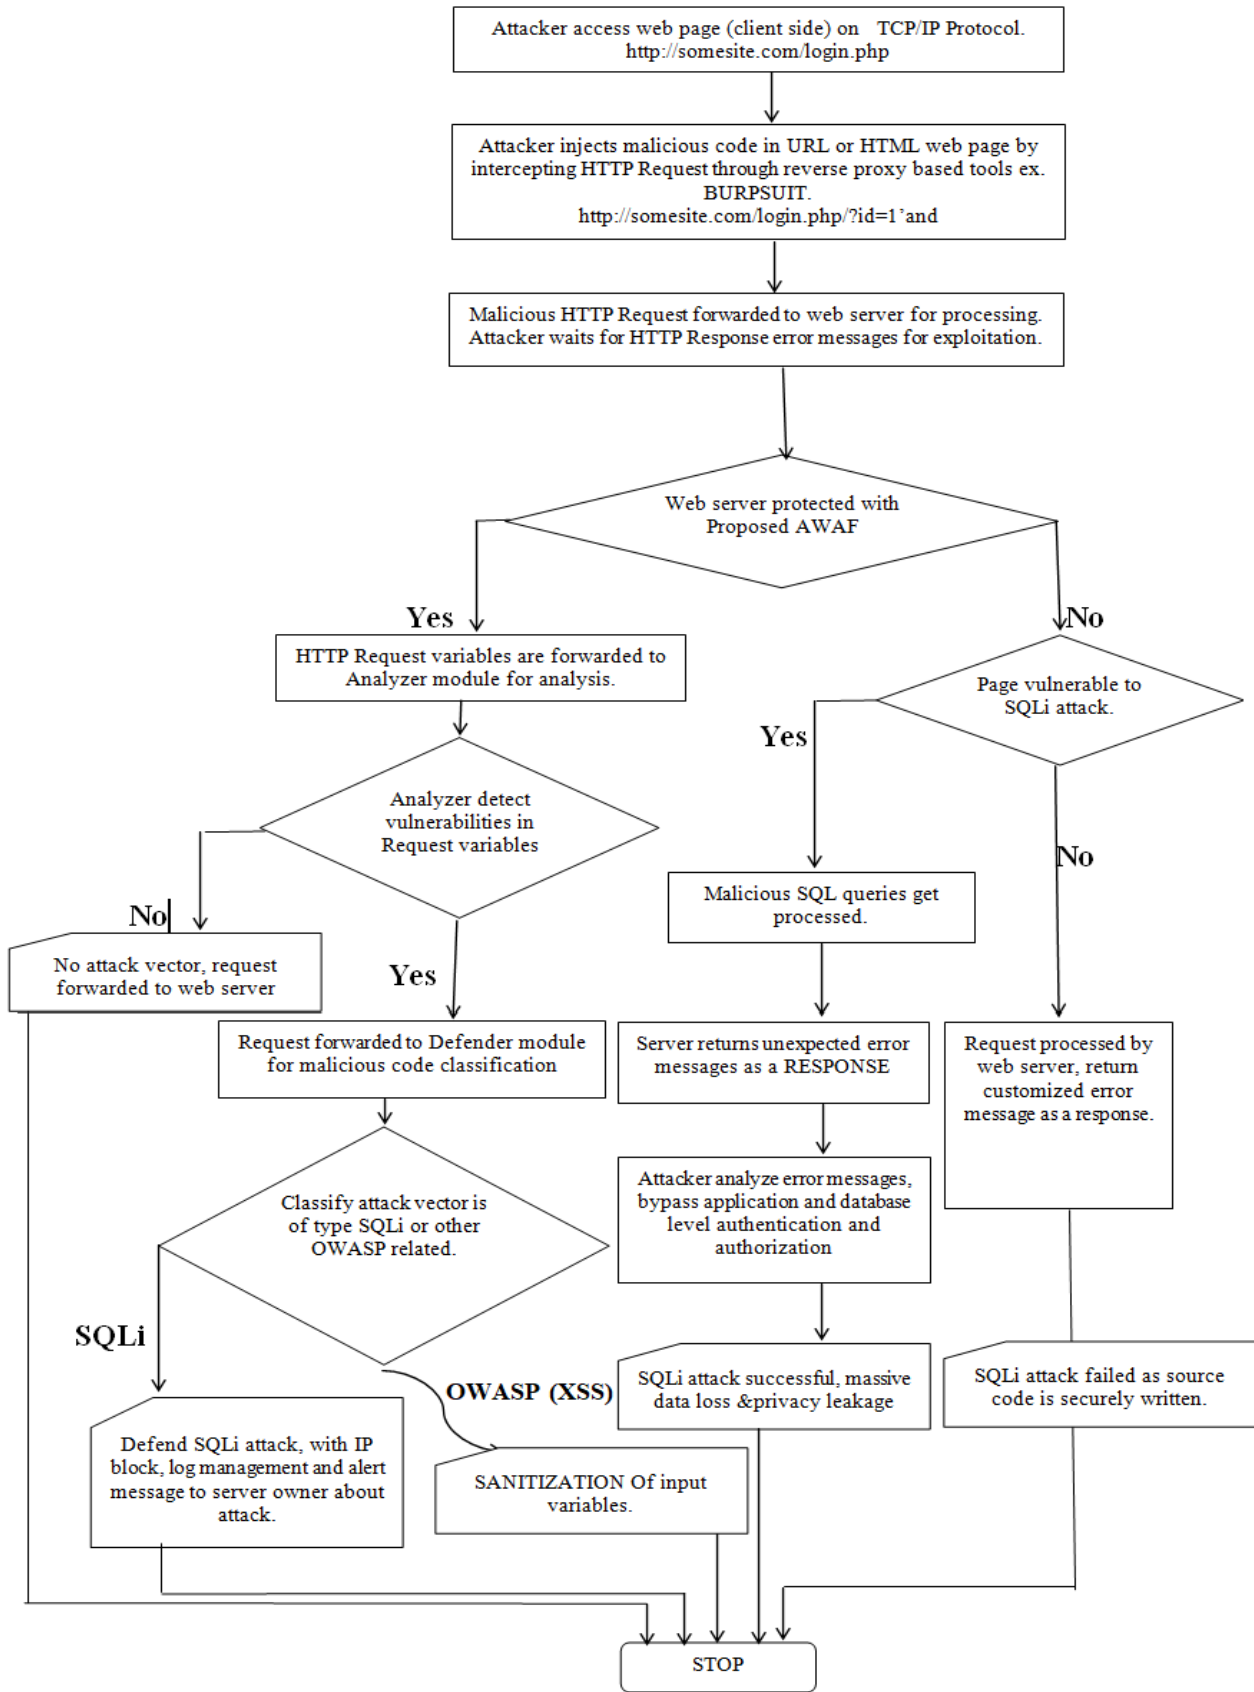 Attacker access web page (client side) on TCP/IP Protocol.
http://somesite.com/login.php
Attacker injects malicious code in URL or HTML web page by
intercepting HTTP Request through reverse proxy based tools ex.
BURPSUIT.
http://somesite.com/login.php/?id=1’and
Malicious HTTP Request forwarded to web server for processing.
Attacker waits for HTTP Response error messages for exploitation.
Web server protected with
Proposed AWAF
Yes
No
HTTP Request variables are forwarded to
Analyzer module for analysis.
Page vulnerable to
SQLi attack.
Yes
No
Analyzer detect
vulnerabilities in
Request variables
No
Yes
Malicious SQL queries get
processed.
No attack vector, request
forwarded to web server
Request forwarded to Defender module
for malicious code classification
Server returns unexpected error
messages as a RESPONSE
Request processed by
web server, return
customized error
message as a response.
Classify attack vector is
of type SQLi or other
OWASP related.
Attacker analyze error messages,
bypass application and database
level authentication and
authorization
SQLi
OWASP (XSS)
SQLi attack successful, massive
data loss &privacy leakage
SQLi attack failed as source
code is securely written.
Defend SQLi attack, with IP
block, log management and alert
message to server owner about
attack.
SANITIZATION Of input
variables.
STOP